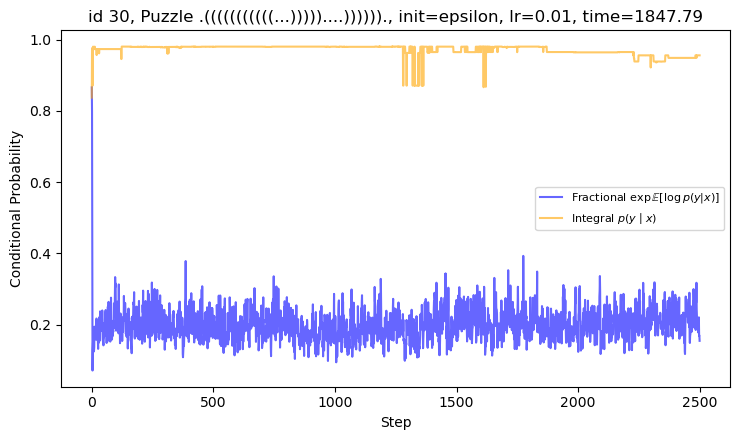 id 30, Puzzle .(((((((((((...)))))....))))))., init=epsilon, lr=0.01, time=1847.79
1.0
0.8
0.6
0.4
0.2
Conditional Probability
Fractional exp𝔼[log p(y|x)]
Integral p(y | x)
0 500 1000 1500 2000 2500
Step